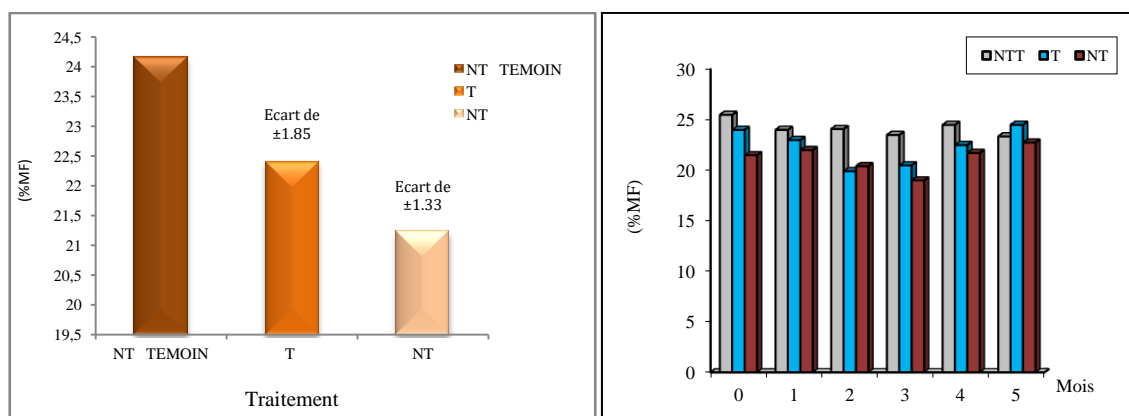 24,5
24
23,5
23
22,5
22
21,5
21
20,5
20
19,5
(%MF)
NT TEMOIN
T
NT
Ecart de
±1.85
Ecart de
±1.33
NT TEMOIN
T
NT
Traitement
NTT
T
NT
30
25
20
15
10
5
0
(%MF)
0
1
2
3
4
5
Mois